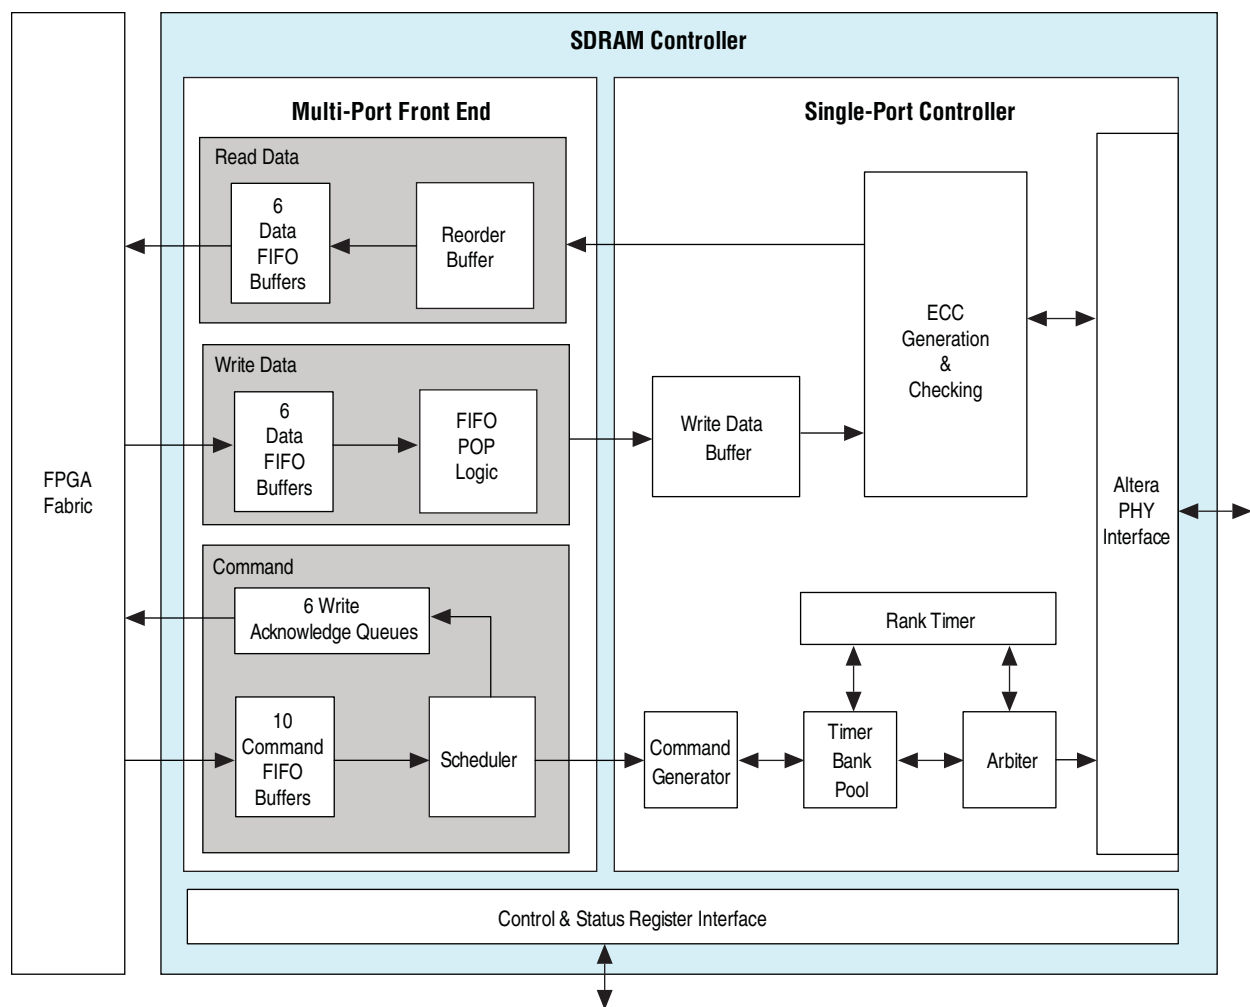 SDRAM Controller
Multi-Port Front End
Single-Port Controller
Read Data
6
Data
FIFO
Buffers
Reorder
Buffer
ECC
Generation
&
Checking
Write Data
6
Data
FIFO
Buffers
FIFO
POP
Logic
Write Data
Buffer
FPGA
Fabric
Altera
PHY
Interface
Command
6 Write
Acknowledge Queues
Rank Timer
10
Command
FIFO
Buffers
Scheduler
Command
Generator
Timer
Bank
Pool
Arbiter
Control & Status Register Interface